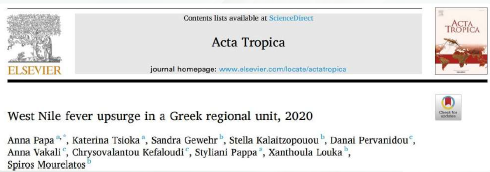 Contents lists available at ScienceDirect
Acta Tropica
journal homepage: www.elsevier.com/locate/actatropica
ELSEVIER
ACTA
TROPICA
Check for
updates
West Nile fever upsurge in a Greek regional unit, 2020
Anna Papa a,*, Katerina Tsioka a, Sandra Gewehr b, Stella Kalaitzopouou b, Danai Pervanidou c,
Anna Vakali c, Chrysovalantou Kefaloudi c, Styliani Pappa a, Xanthoula Louka b,
Spiros Mourelatos b